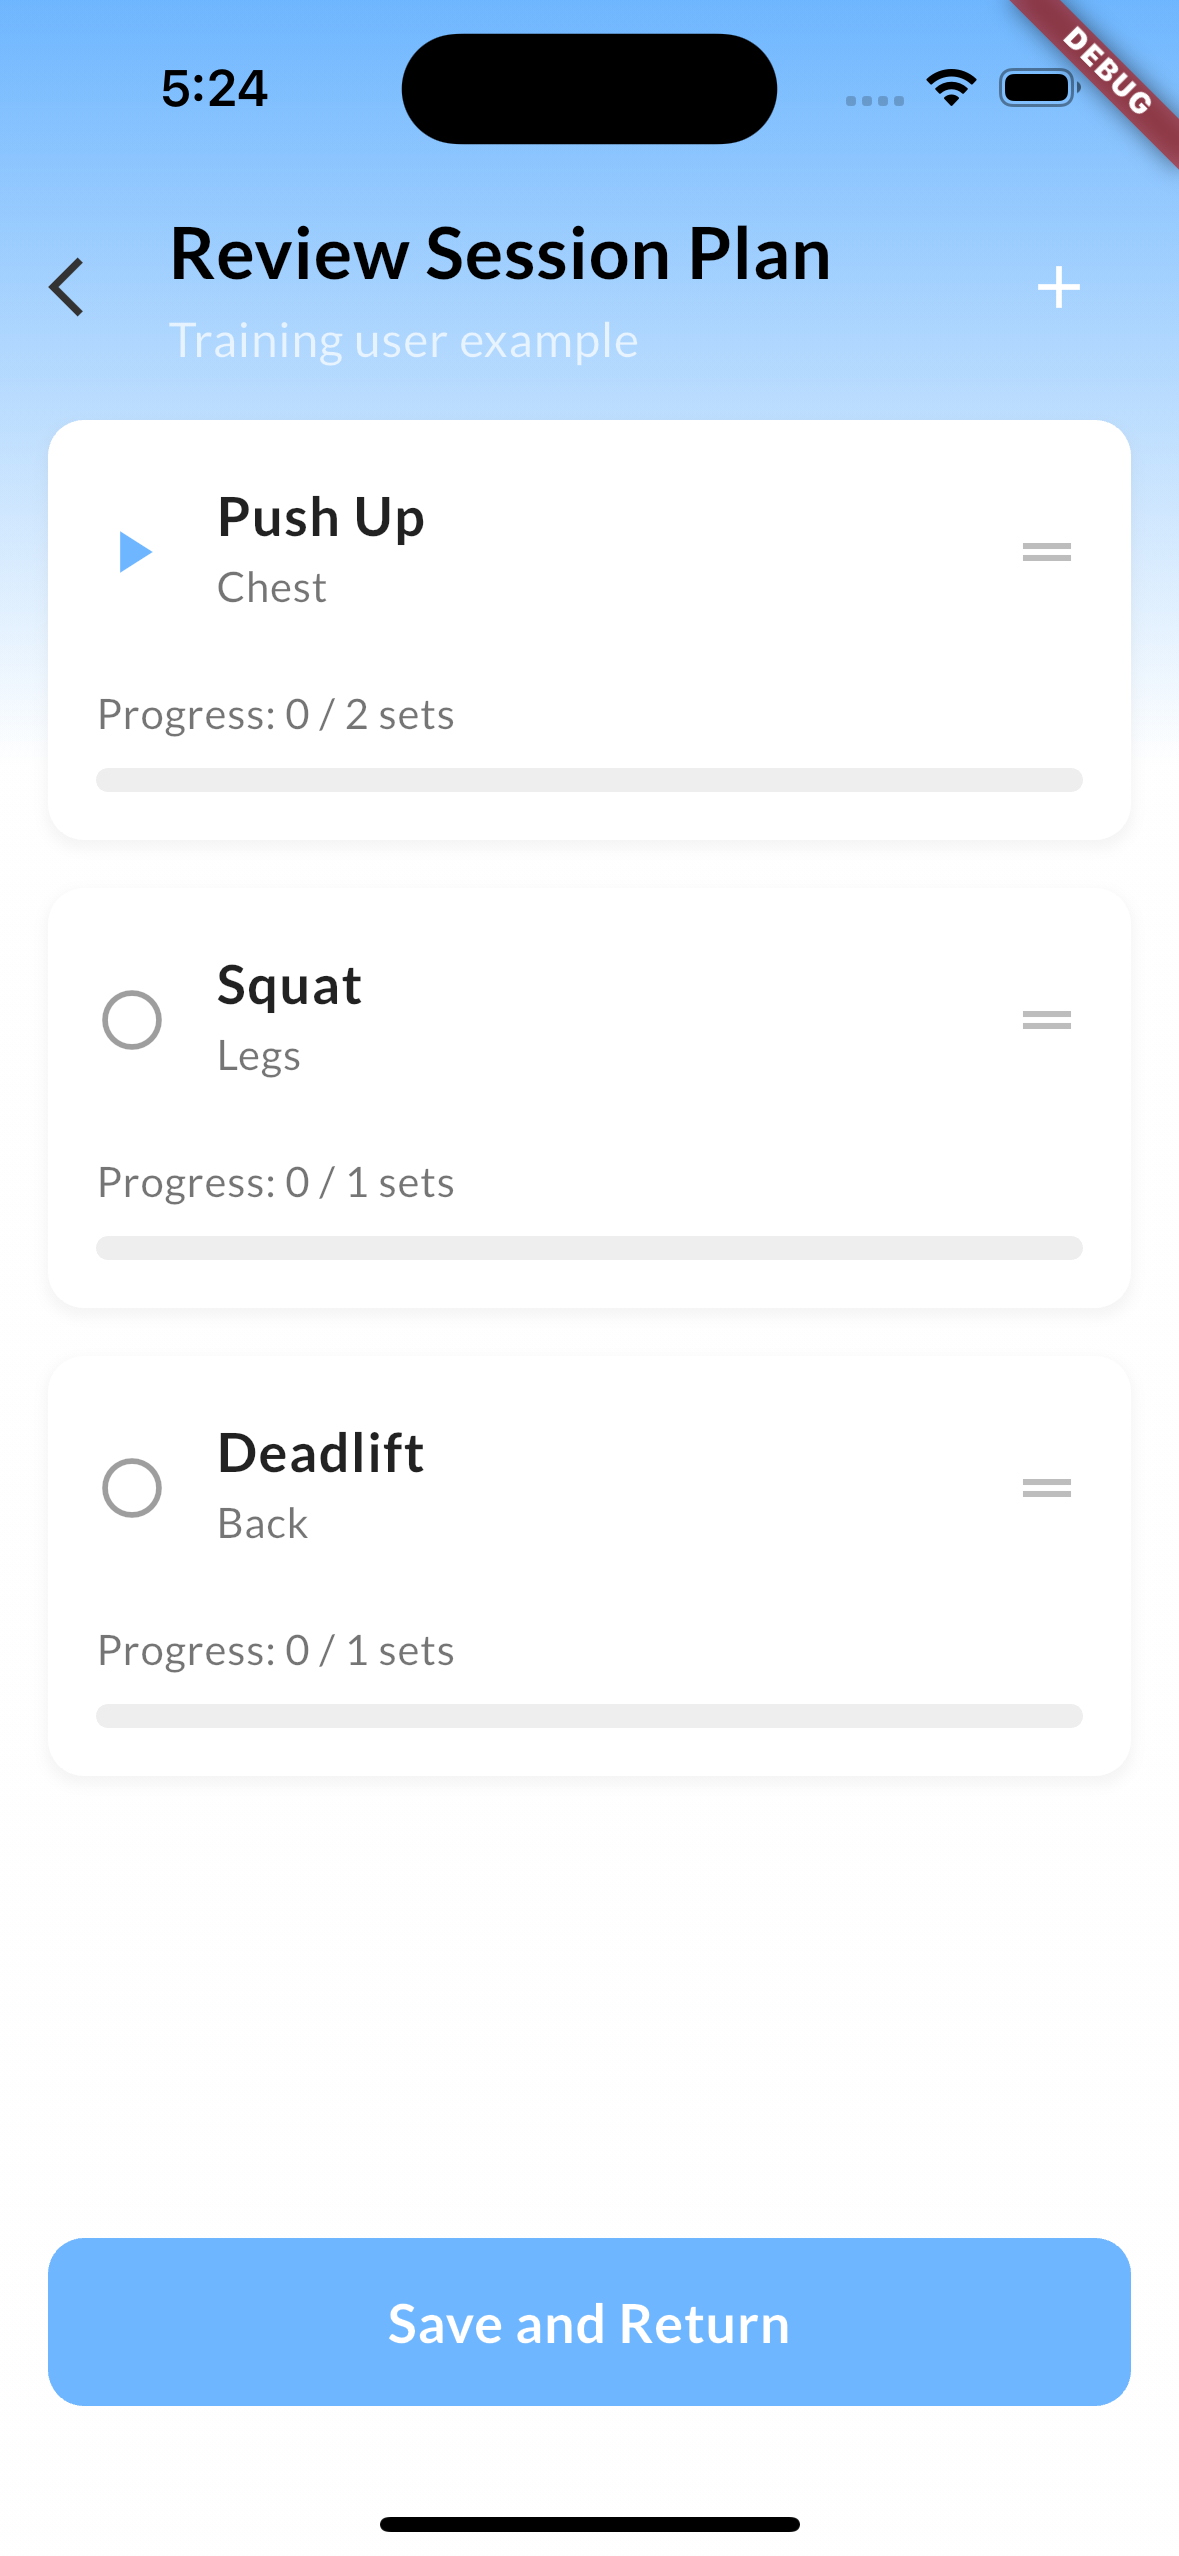 5:24
DEBUG
Review Session Plan
Training user example
Push Up
Chest
Progress: 0 / 2 sets
Squat
Legs
Progress: 0 / 1 sets
Deadlift
Back
Progress: 0 / 1 sets
Save and Return